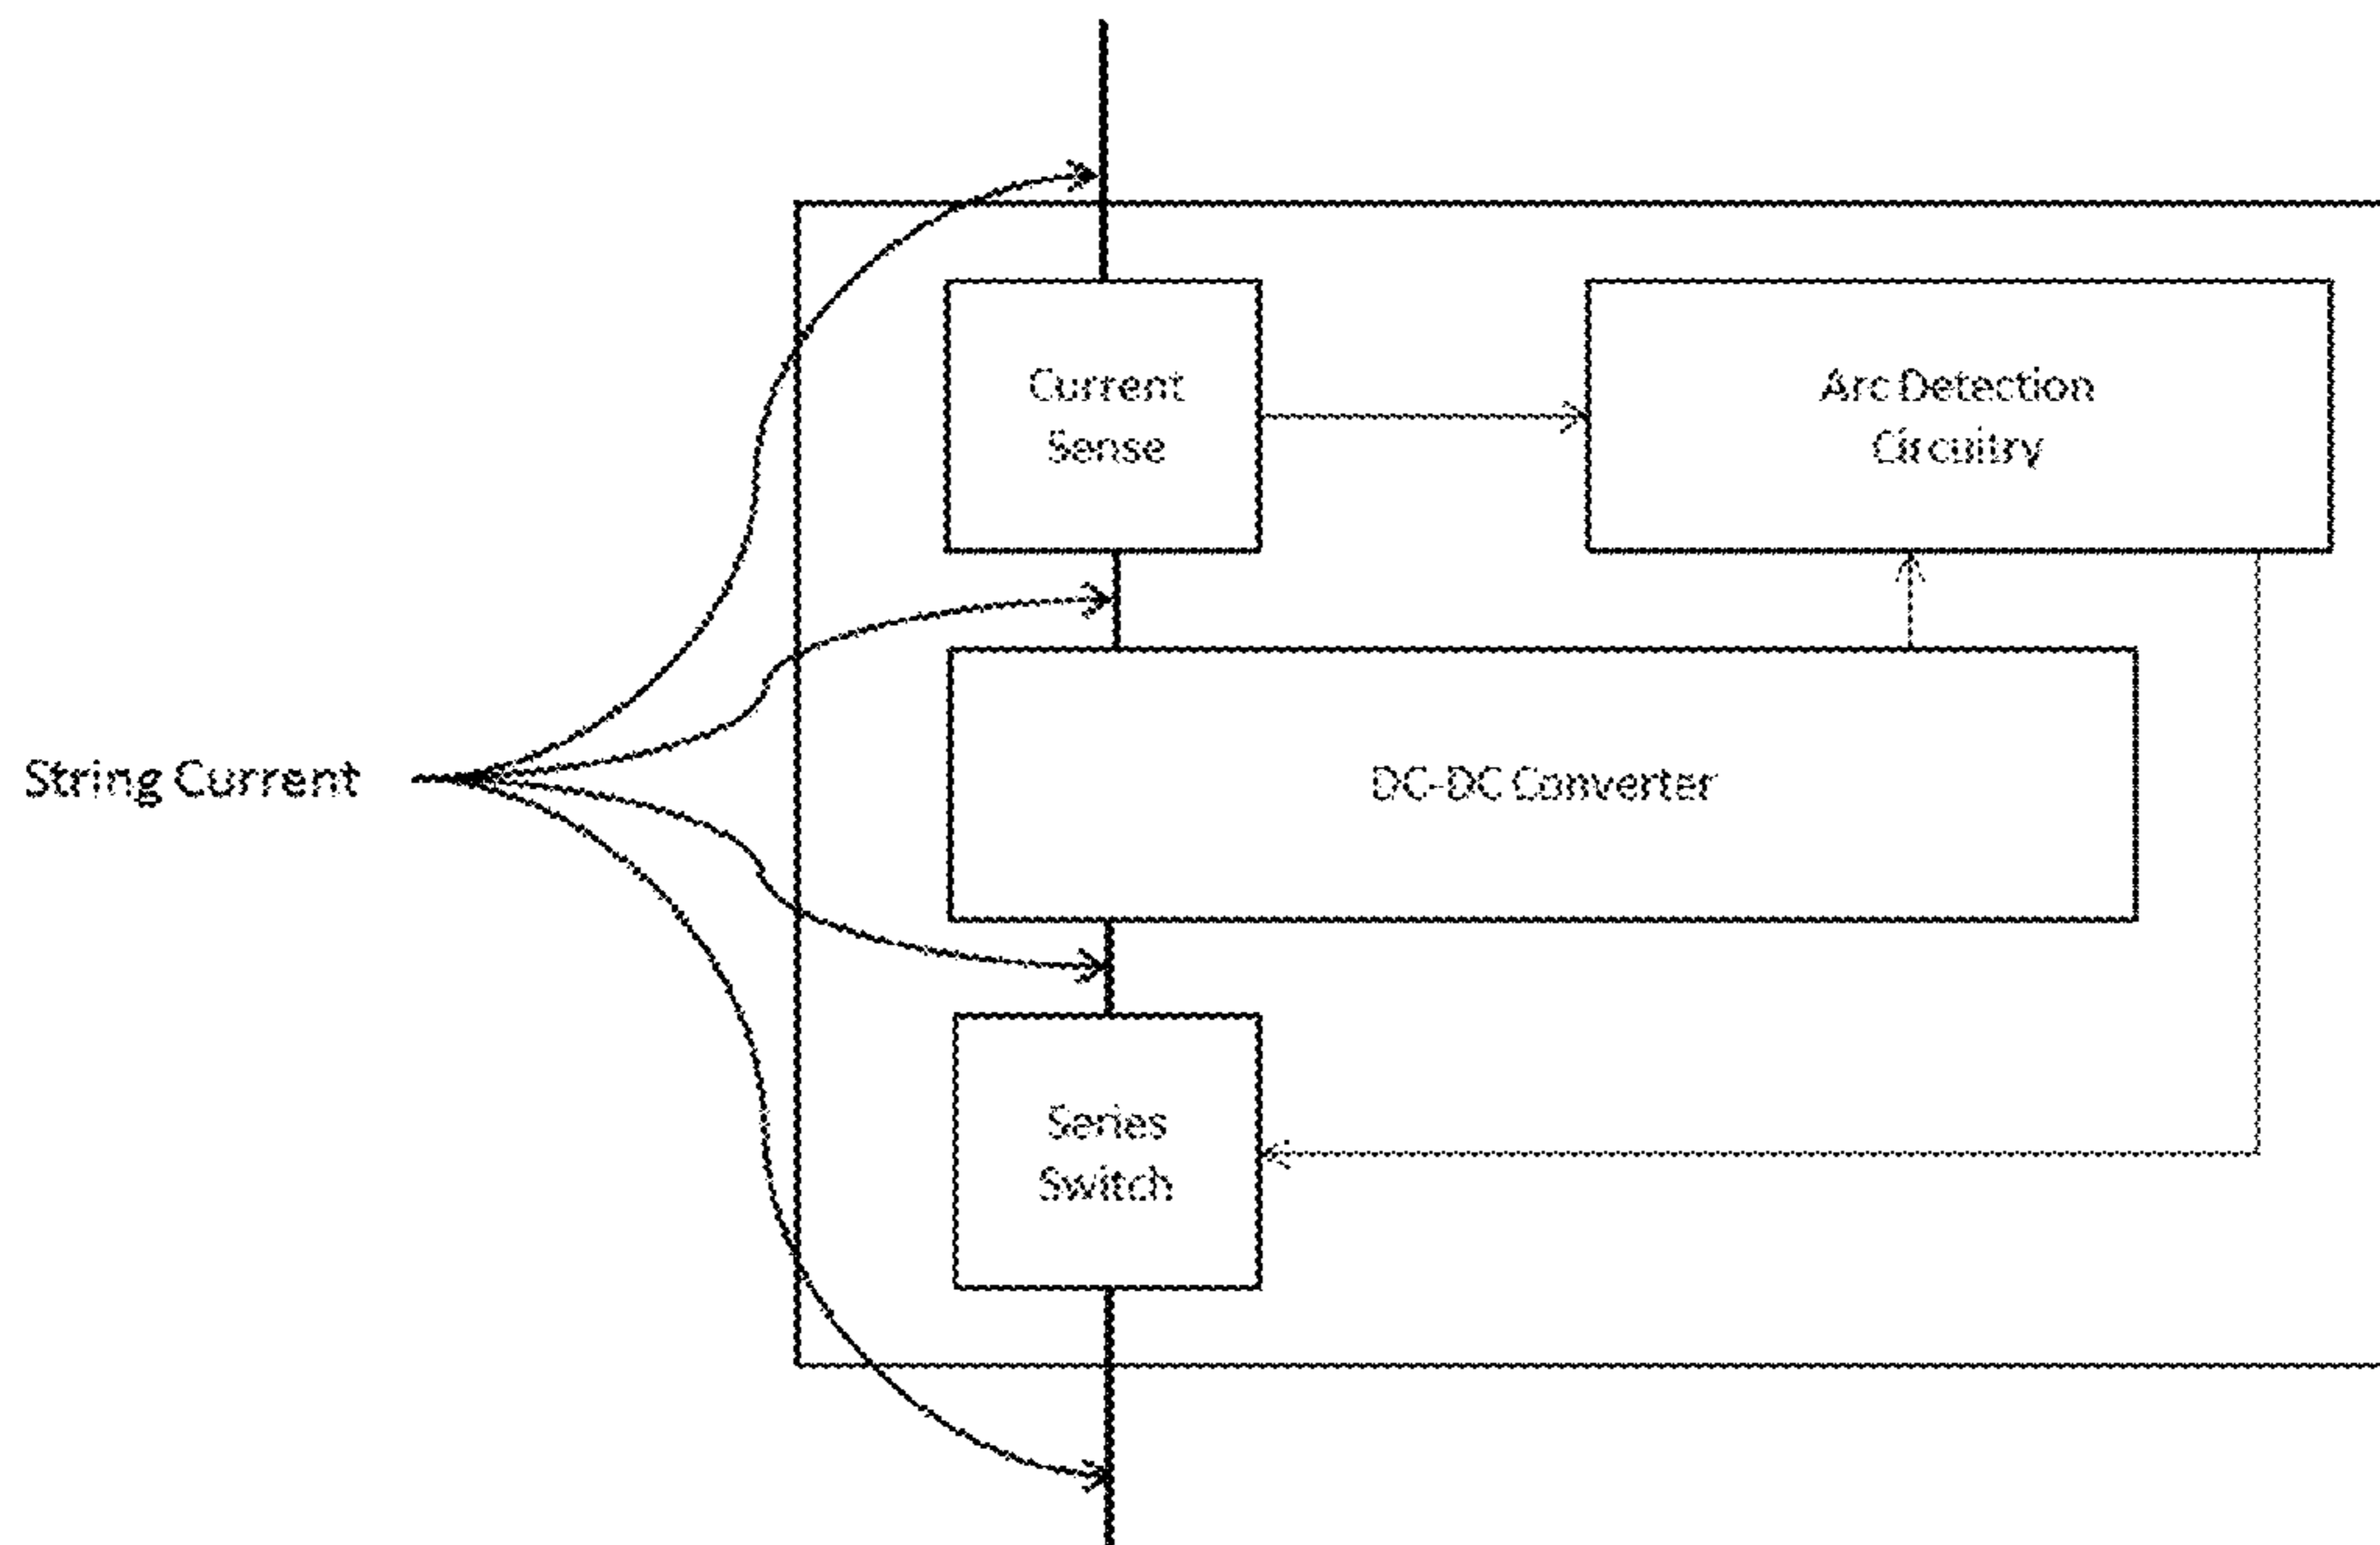 Current
Sense
Arc Detection
Circuitry
String Current
DC-DC Converter
Series
Switch